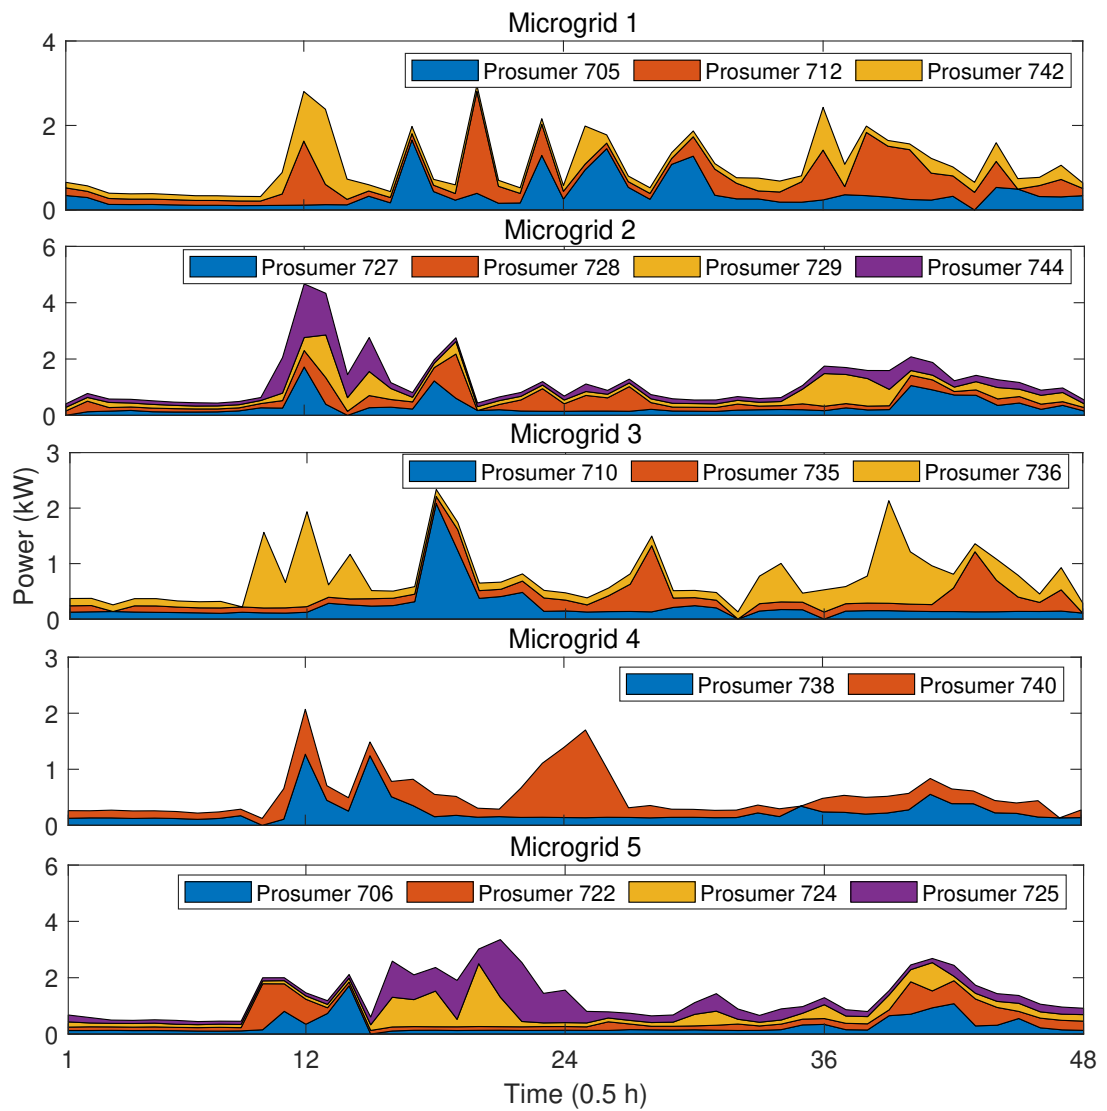 Microgrid 1
4
Prosumer 705 Prosumer 712 Prosumer 742
2
0
Microgrid 2
6
Prosumer 727 Prosumer 728 Prosumer 729 Prosumer 744
4
2
0
Microgrid 3
3
Prosumer 710 Prosumer 735 Prosumer 736
2
1
0
Power (kW)
Microgrid 4
3
Prosumer 738 Prosumer 740
2
1
0
Microgrid 5
6
Prosumer 706 Prosumer 722 Prosumer 724 Prosumer 725
4
2
0
1 12 24 36 48
Time (0.5 h)